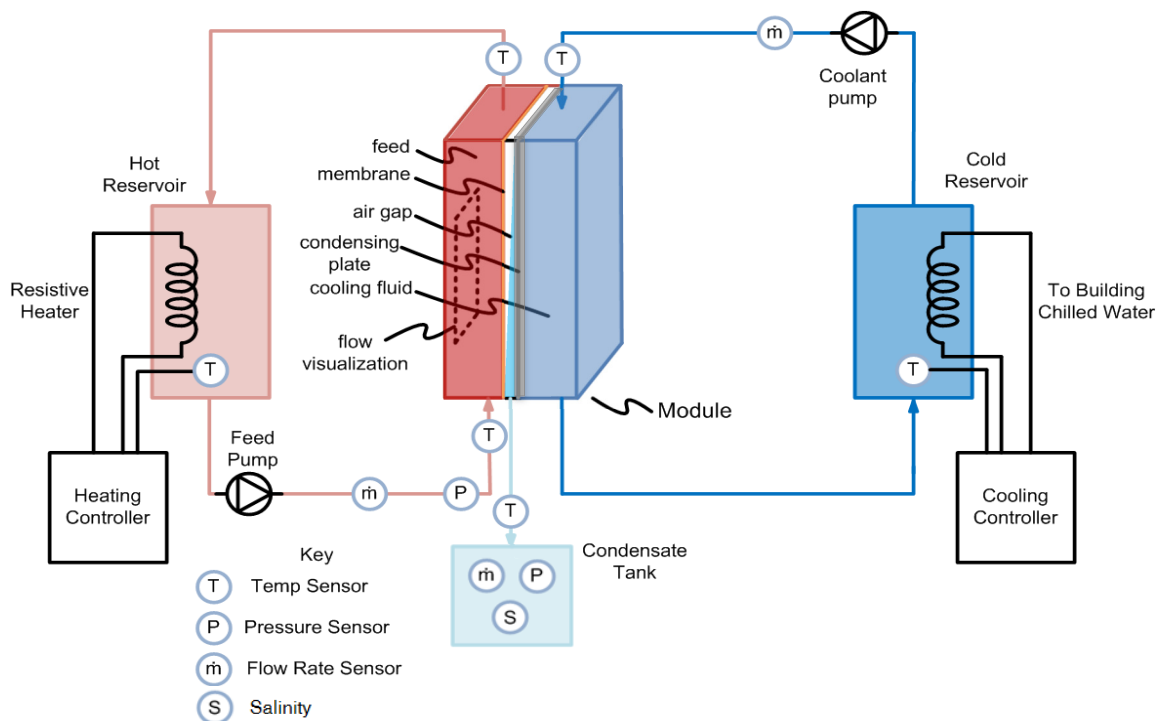 T
T
ṁ
Coolant
pump
Hot
Reservoir
feed
membrane
air gap
condensing
plate
cooling fluid
flow
visualization
Cold
Reservoir
Resistive
Heater
To Building
Chilled Water
T
T
Module
Feed
Pump
T
ṁ
P
T
Heating
Controller
Cooling
Controller
Condensate
Tank
ṁ
P
S
Key
T Temp Sensor
P Pressure Sensor
ṁ Flow Rate Sensor
S Salinity